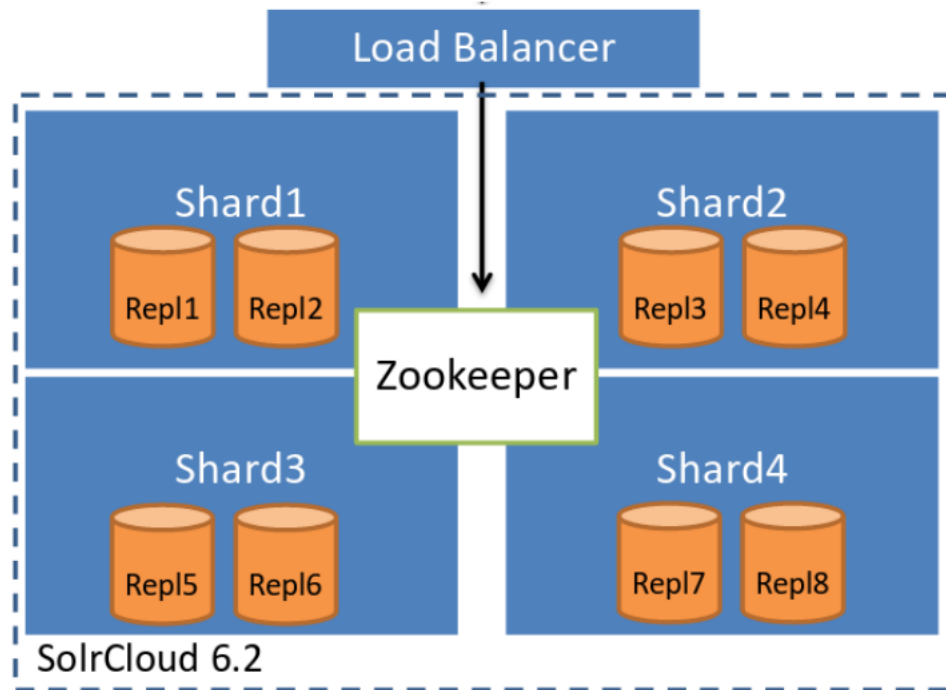 Load Balancer
Shard1
Shard2
Repl1 Repl2
Repl3 Repl4
Zookeeper
Shard3
Shard4
Repl5 Repl6
Repl7 Repl8
SolrCloud 6.2